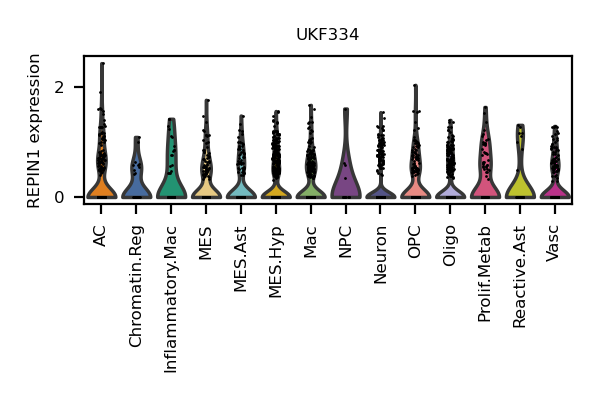 UKF334
REPIN1 expression
2
0
AC
Chromatin.Reg
Inflammatory.Mac
MES
MES.Ast
MES.Hyp
Mac
NPC
Neuron
OPC
Oligo
Prolif.Metab
Reactive.Ast
Vasc